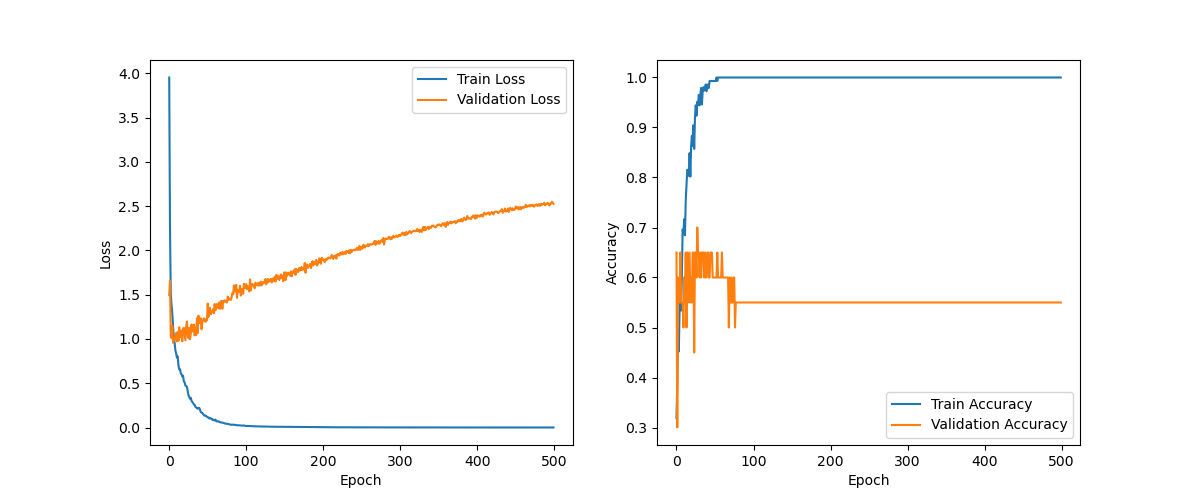 Loss
4.0
3.5
3.0
2.5
2.0
1.5
1.0
0.5
0.0
Train Loss
Validation Loss
0 100 200 300 400 500
Epoch
Accuracy
1.0
0.9
0.8
0.7
0.6
0.5
0.4
0.3
Train Accuracy
Validation Accuracy
0 100 200 300 400 500
Epoch